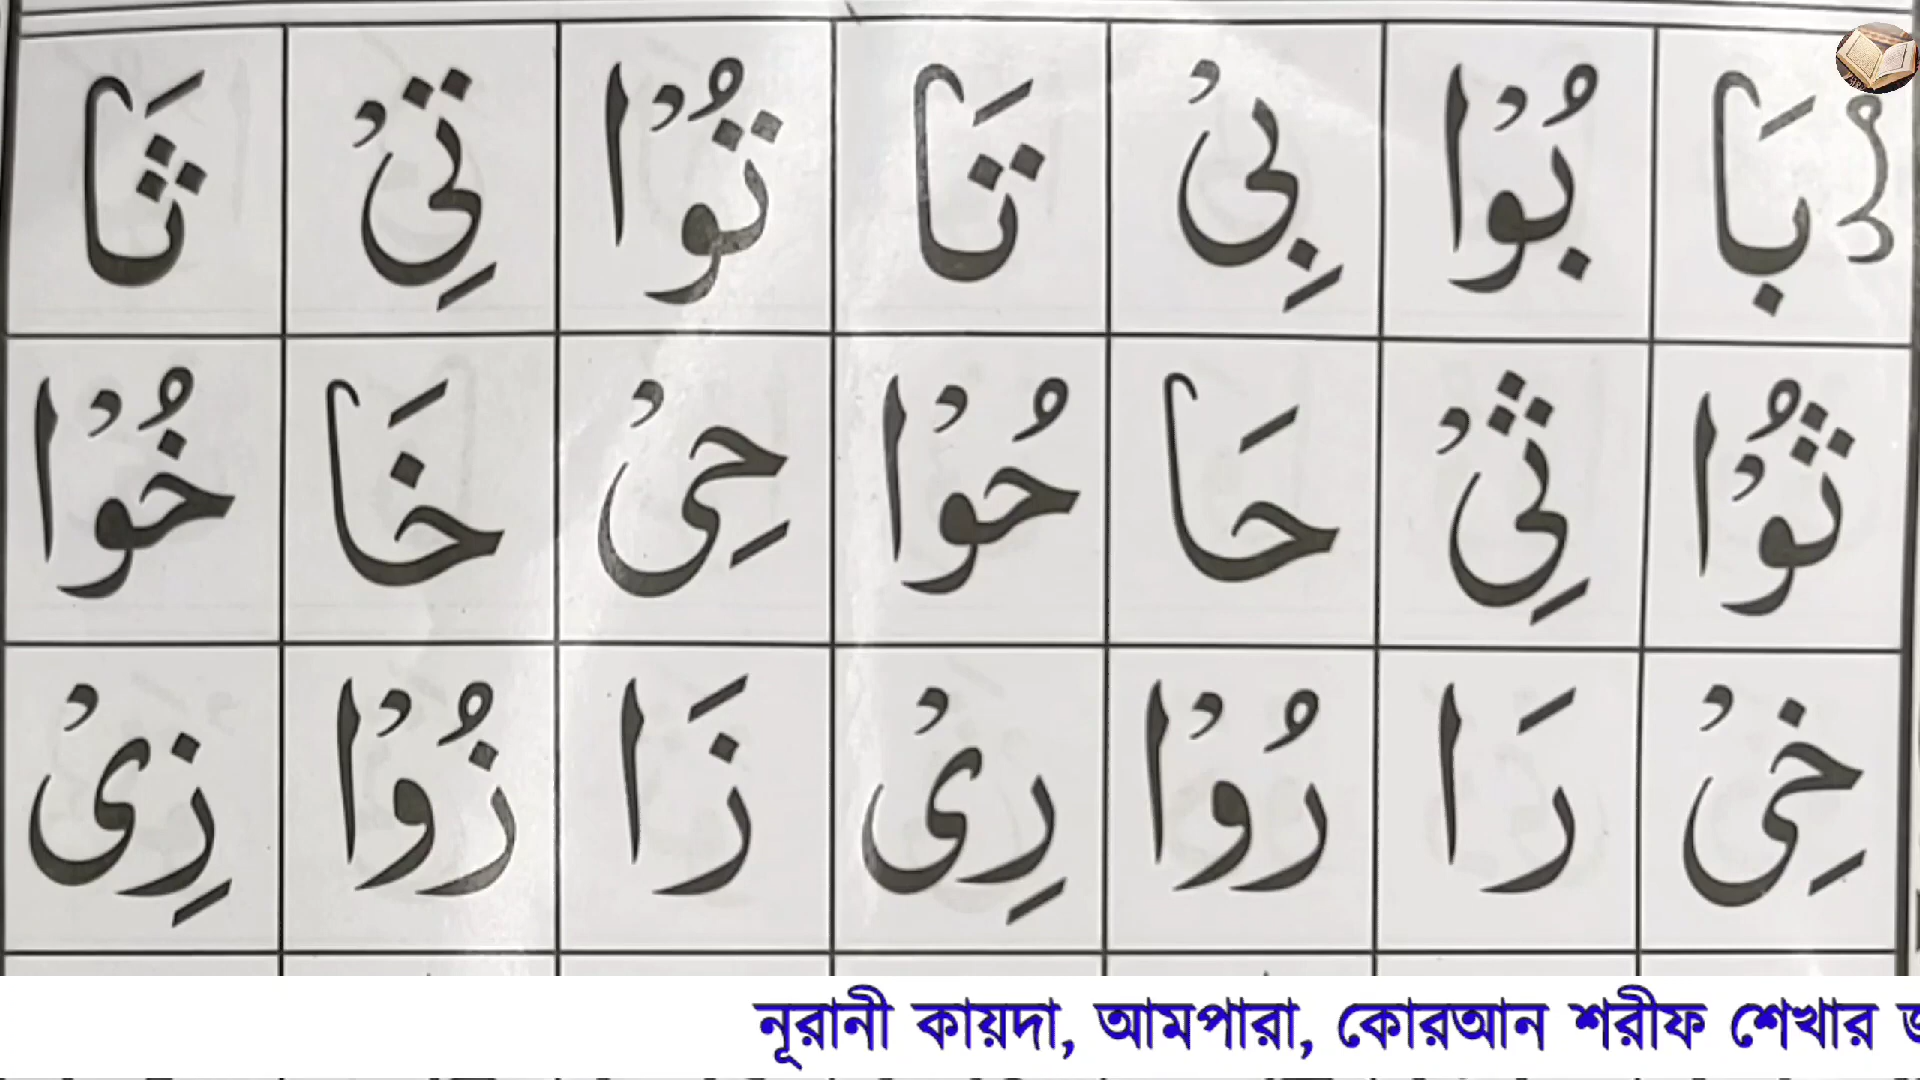 بَا بُوْا بِىْ تَا تُوْا تِىْ ثَا
ثُوْا ثِىْ حَا حُوْا حِىْ خَا خُوْا
خِىْ رَا رُوْا رِىْ زَا زُوْا زِىْ
নূরানী কায়দা, আমপারা, কোরআন শরীফ শেখার